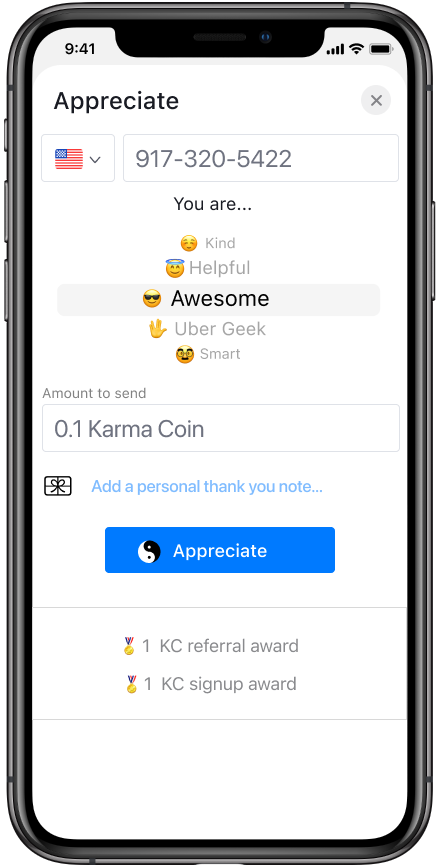 9:41
Appreciate
917-320-5422
You are...
Kind
Helpful
Awesome
Uber Geek
Smart
Amount to send
0.1 Karma Coin
Add a personal thank you note...
Appreciate
1 KC referral award
1 KC signup award